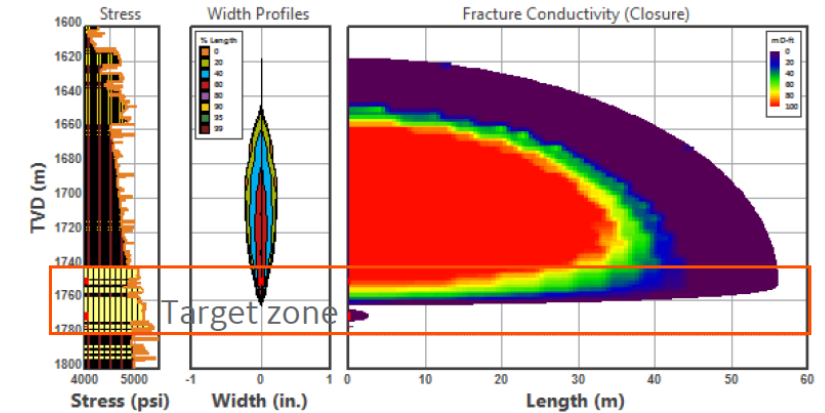 Stress
Width Profiles
Fracture Conductivity (Closure)
1600
1620
1640
1660
1680
1700
1720
1740
1760
1780
1800
TVD (m)
% Length
0
20
40
60
80
90
95
99
mD-ft
0
20
40
60
80
100
Target zone
4000 5000
-1 0 1
0 10 20 30 40 50 60
Stress (psi)
Width (in.)
Length (m)